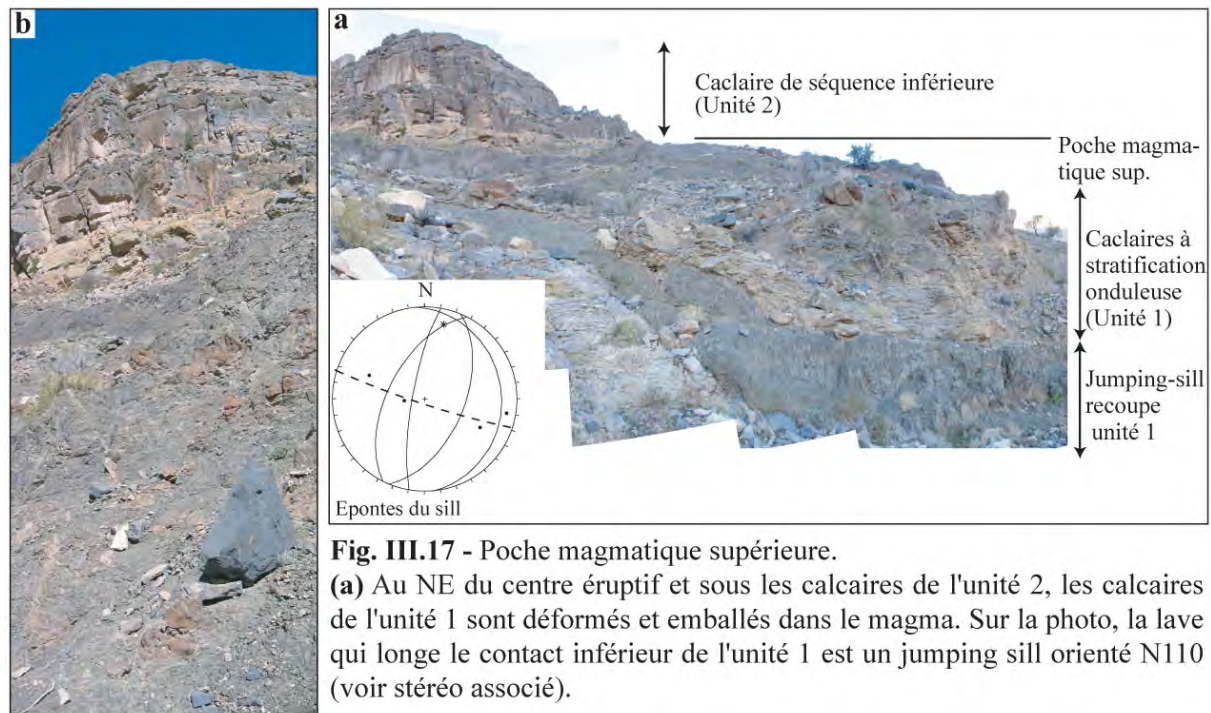 b
a
Caclaire de séquence inférieure
(Unité 2)
Poche magma-
tique sup.
Caclaires à
stratification
onduleuse
(Unité 1)
Jumping-sill
recoupe
unité 1
N
Epontes du sill
Fig. III.17 - Poche magmatique supérieure.
(a) Au NE du centre éruptif et sous les calcaires de l'unité 2, les calcaires
de l'unité 1 sont déformés et emballés dans le magma. Sur la photo, la lave
qui longe le contact inférieur de l'unité 1 est un jumping sill orienté N110
(voir stéréo associé).